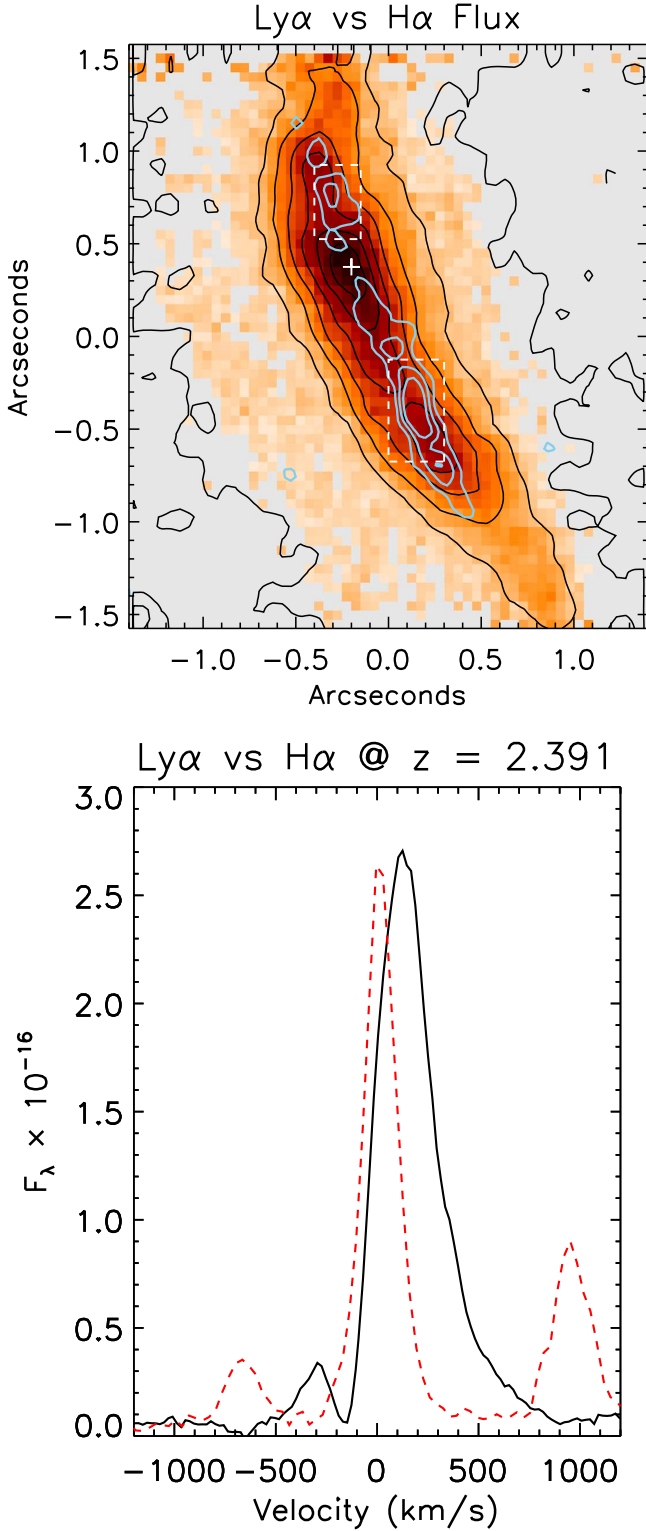 Lyα vs Hα Flux
1.5
1.0
0.5
0.0
−0.5
−1.0
−1.5
Arcseconds
−1.0 −0.5 0.0 0.5 1.0
Arcseconds
Lyα vs Hα @ z = 2.391
3.0
2.5
2.0
1.5
1.0
0.5
0.0
F_λ × 10^−16
−1000 −500 0 500 1000
Velocity (km/s)